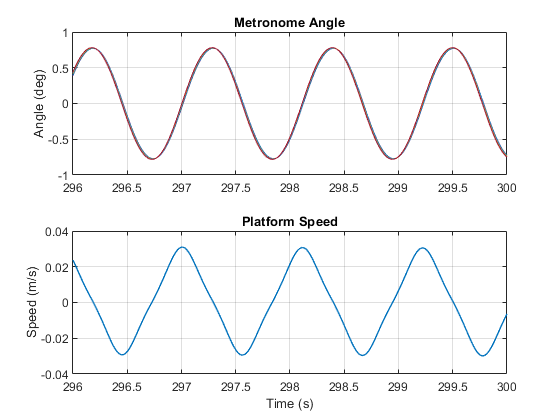 Metronome Angle
1
0.5
0
-0.5
-1
Angle (deg)
296 296.5 297 297.5 298 298.5 299 299.5 300
Platform Speed
0.04
0.02
0
-0.02
-0.04
Speed (m/s)
296 296.5 297 297.5 298 298.5 299 299.5 300
Time (s)